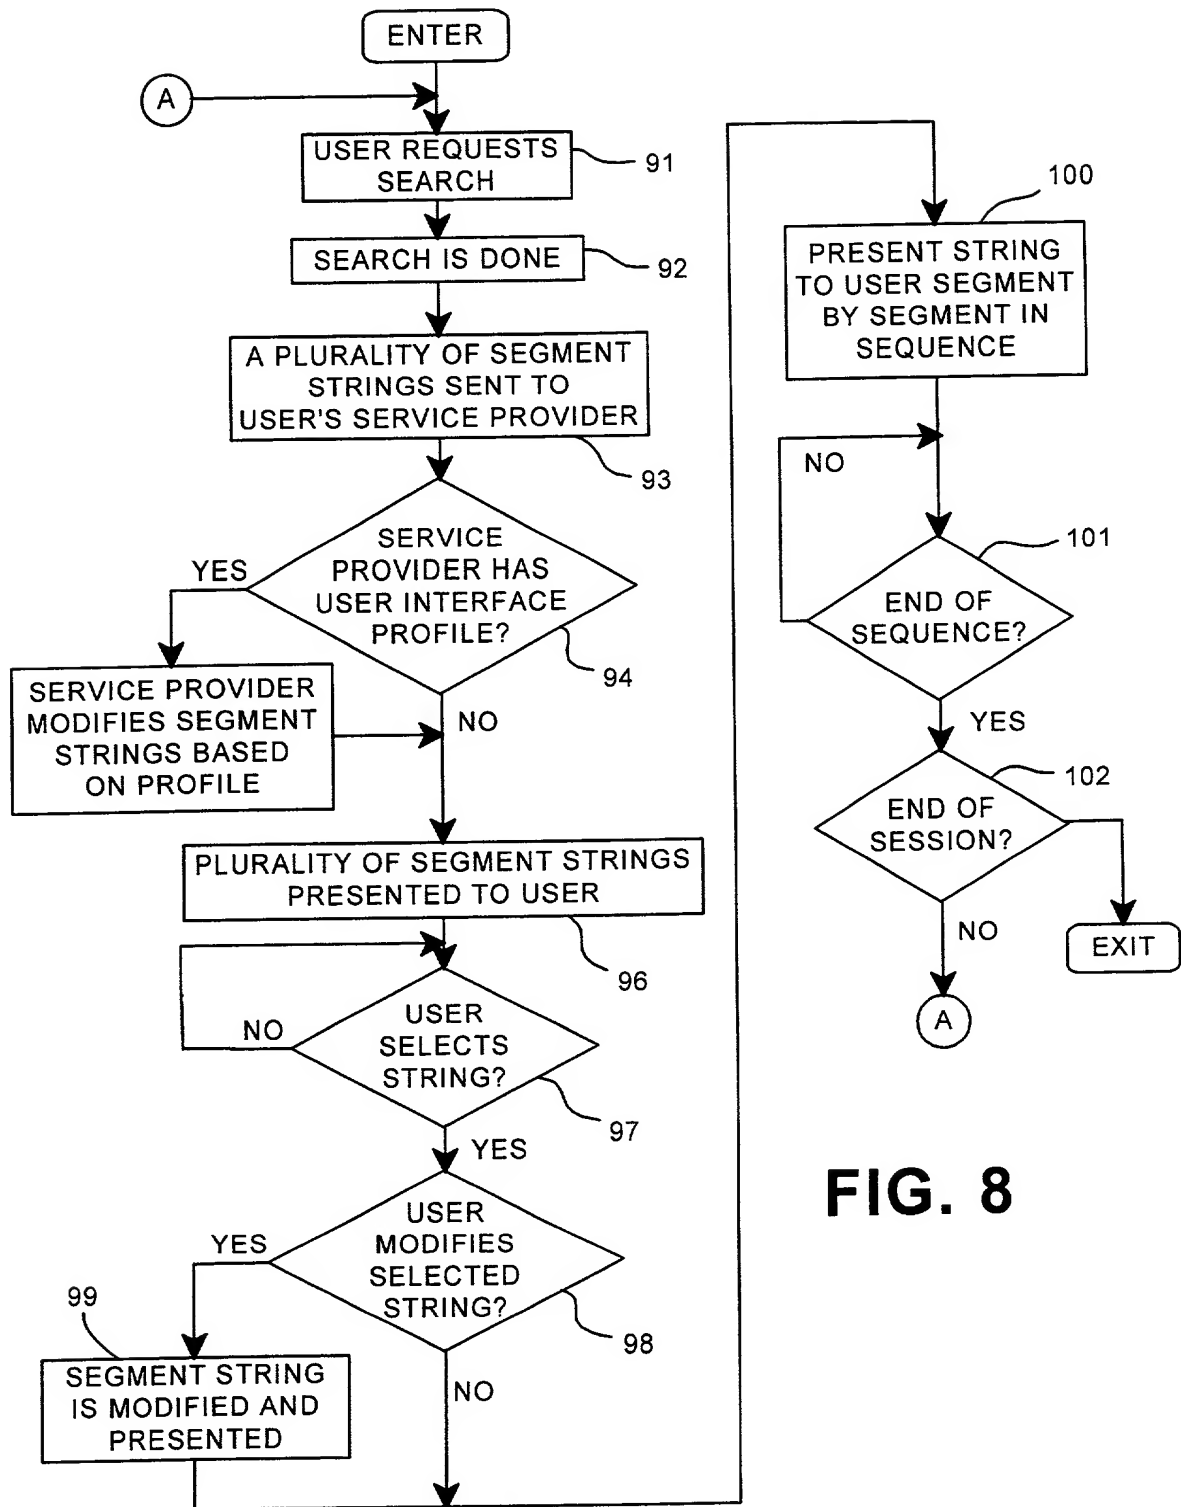 ENTER
A
USER REQUESTS
SEARCH
91
SEARCH IS DONE
92
A PLURALITY OF SEGMENT
STRINGS SENT TO
USER'S SERVICE PROVIDER
93
SERVICE
PROVIDER HAS
USER INTERFACE
PROFILE?
94
YES
NO
SERVICE PROVIDER
MODIFIES SEGMENT
STRINGS BASED
ON PROFILE
PLURALITY OF SEGMENT STRINGS
PRESENTED TO USER
96
USER
SELECTS
STRING?
97
NO
YES
USER
MODIFIES
SELECTED
STRING?
98
YES
NO
99
SEGMENT STRING
IS MODIFIED AND
PRESENTED
100
PRESENT STRING
TO USER SEGMENT
BY SEGMENT IN
SEQUENCE
NO
101
END OF
SEQUENCE?
YES
102
END OF
SESSION?
NO
EXIT
A
FIG. 8